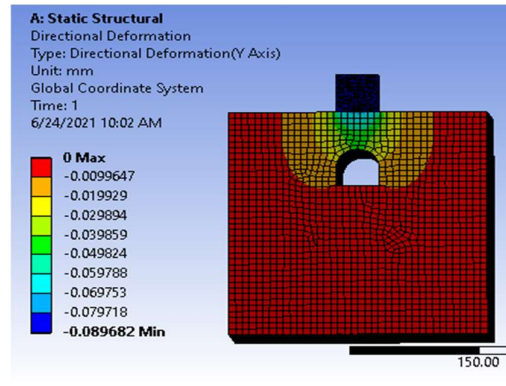 A: Static Structural
Directional Deformation
Type: Directional Deformation(Y Axis)
Unit: mm
Global Coordinate System
Time: 1
6/24/2021 10:02 AM
0 Max
-0.0099647
-0.019929
-0.029894
-0.039859
-0.049824
-0.059788
-0.069753
-0.079718
-0.089682 Min
150.00